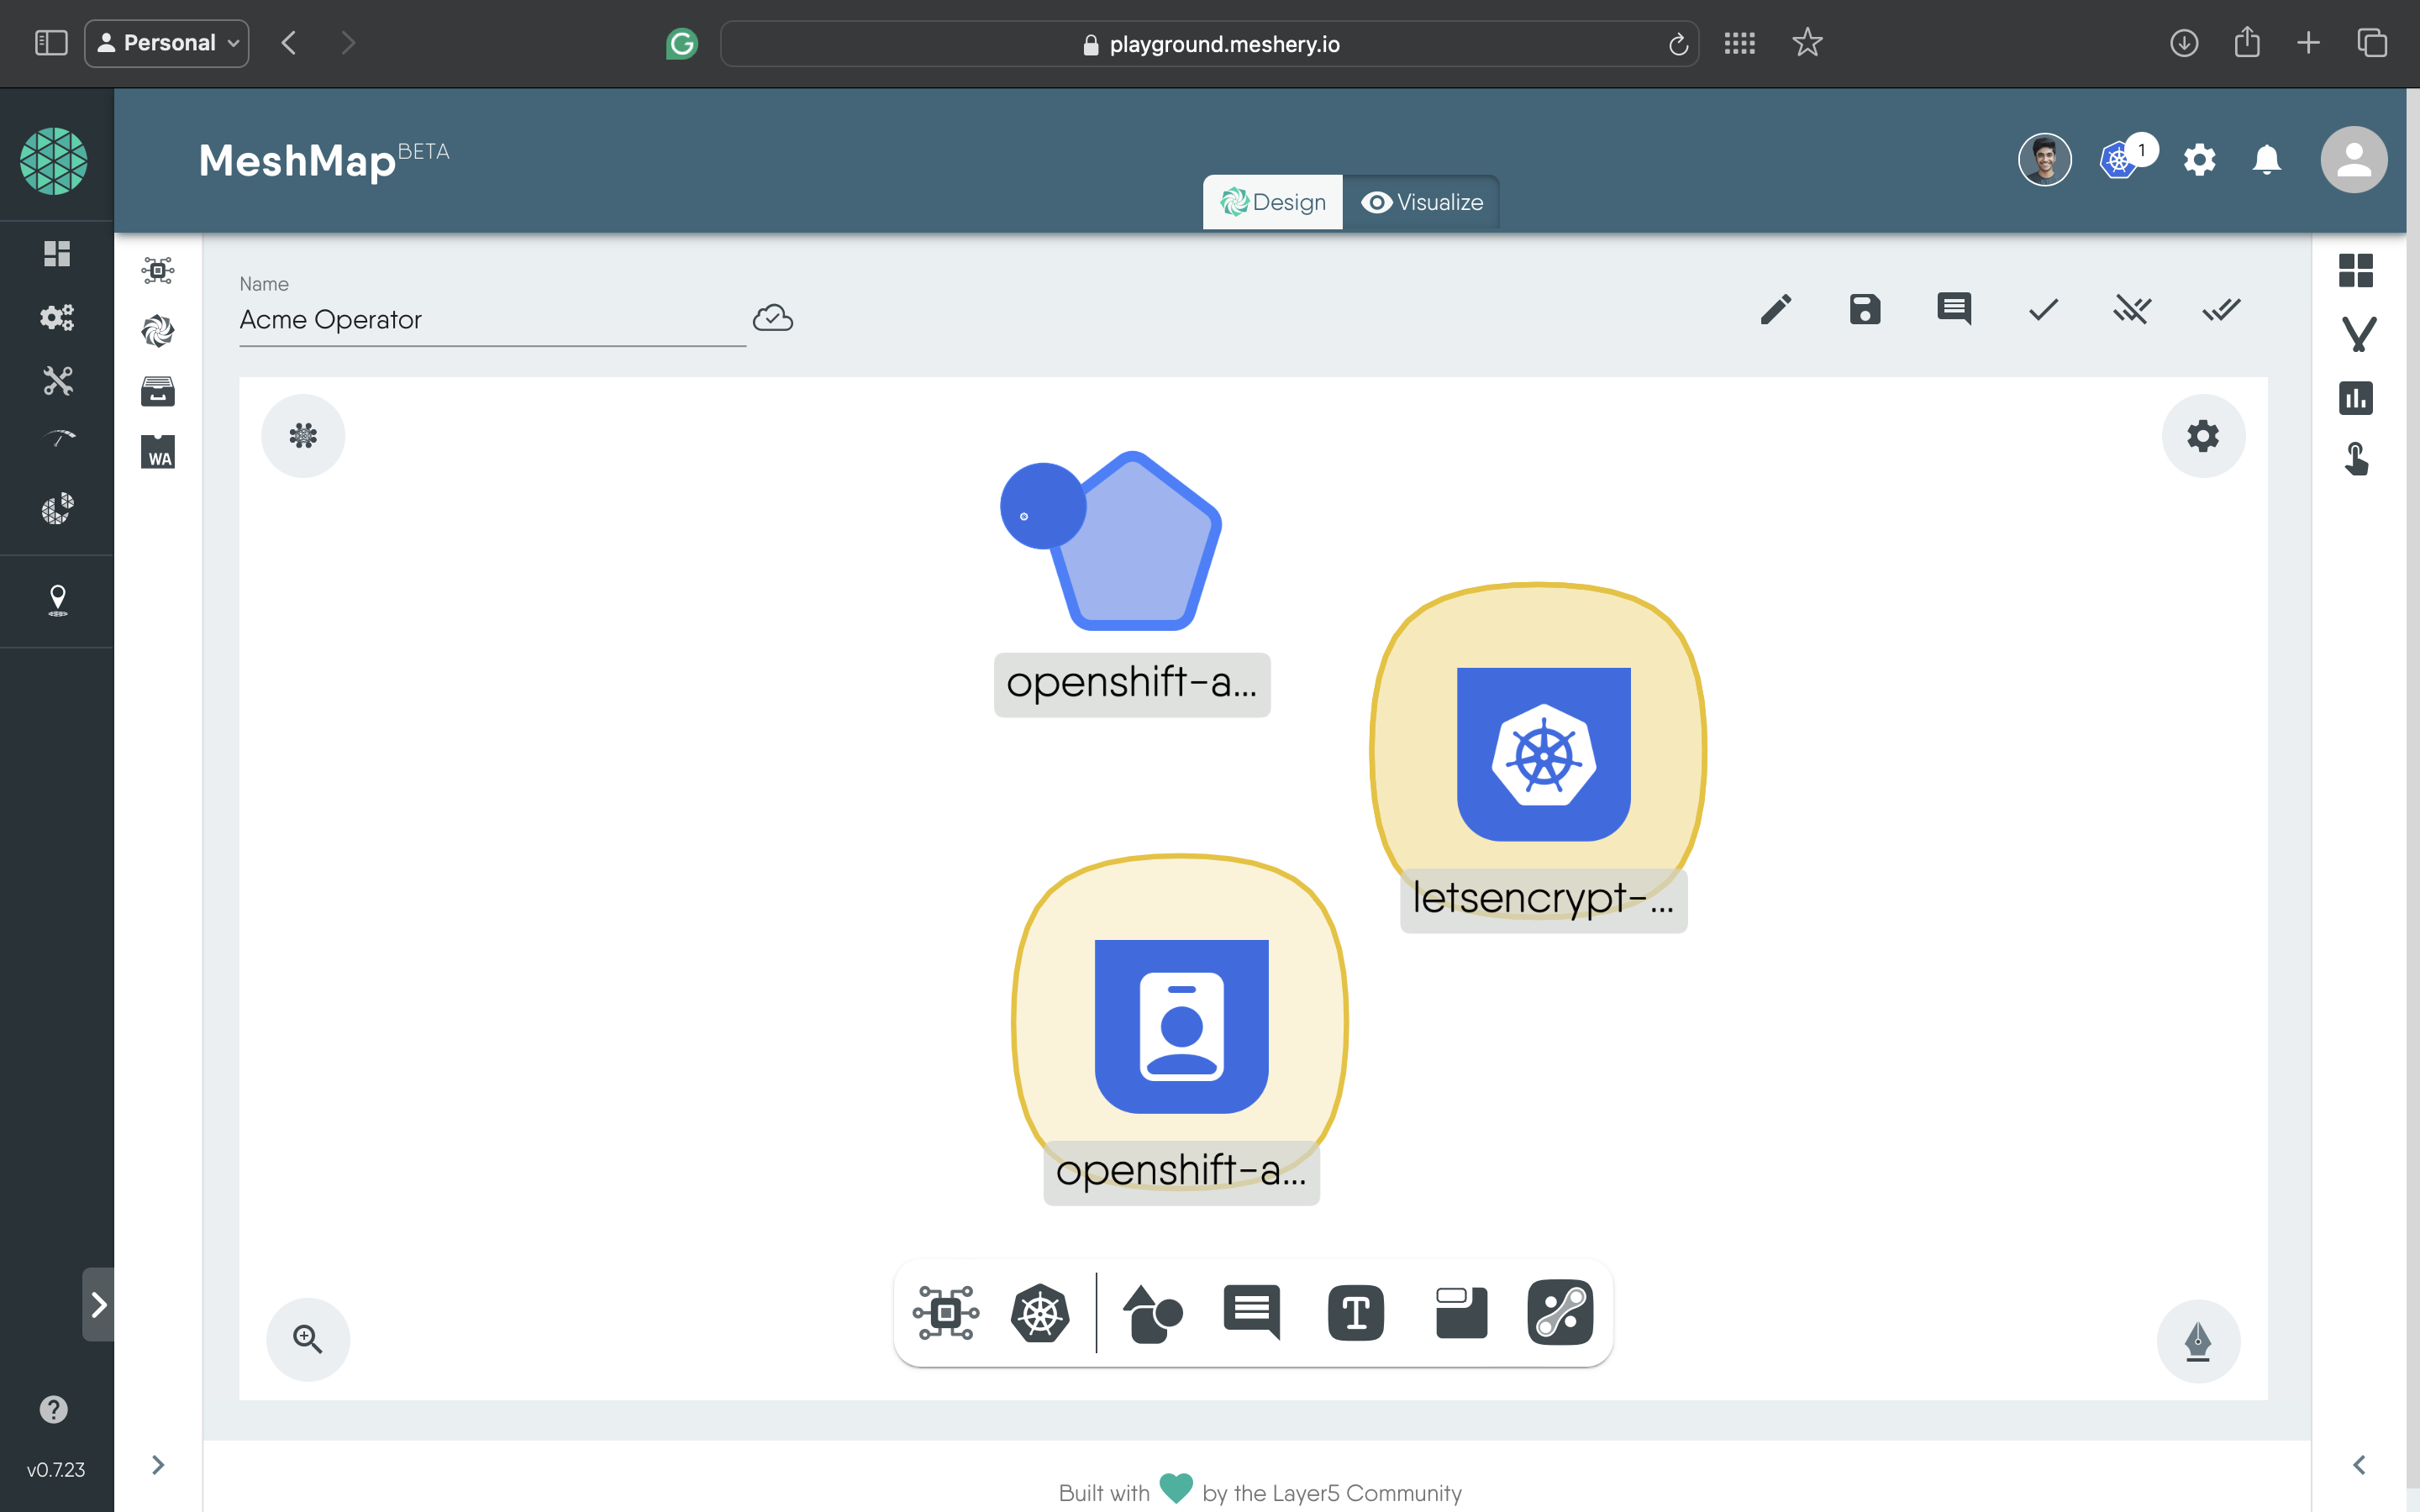 Personal
playground.meshery.io
MeshMap BETA
1
Design
Visualize
Name
Acme Operator
WA
openshift-a...
letsencrypt-...
openshift-a...
T
v0.7.23
Built with by the Layer5 Community